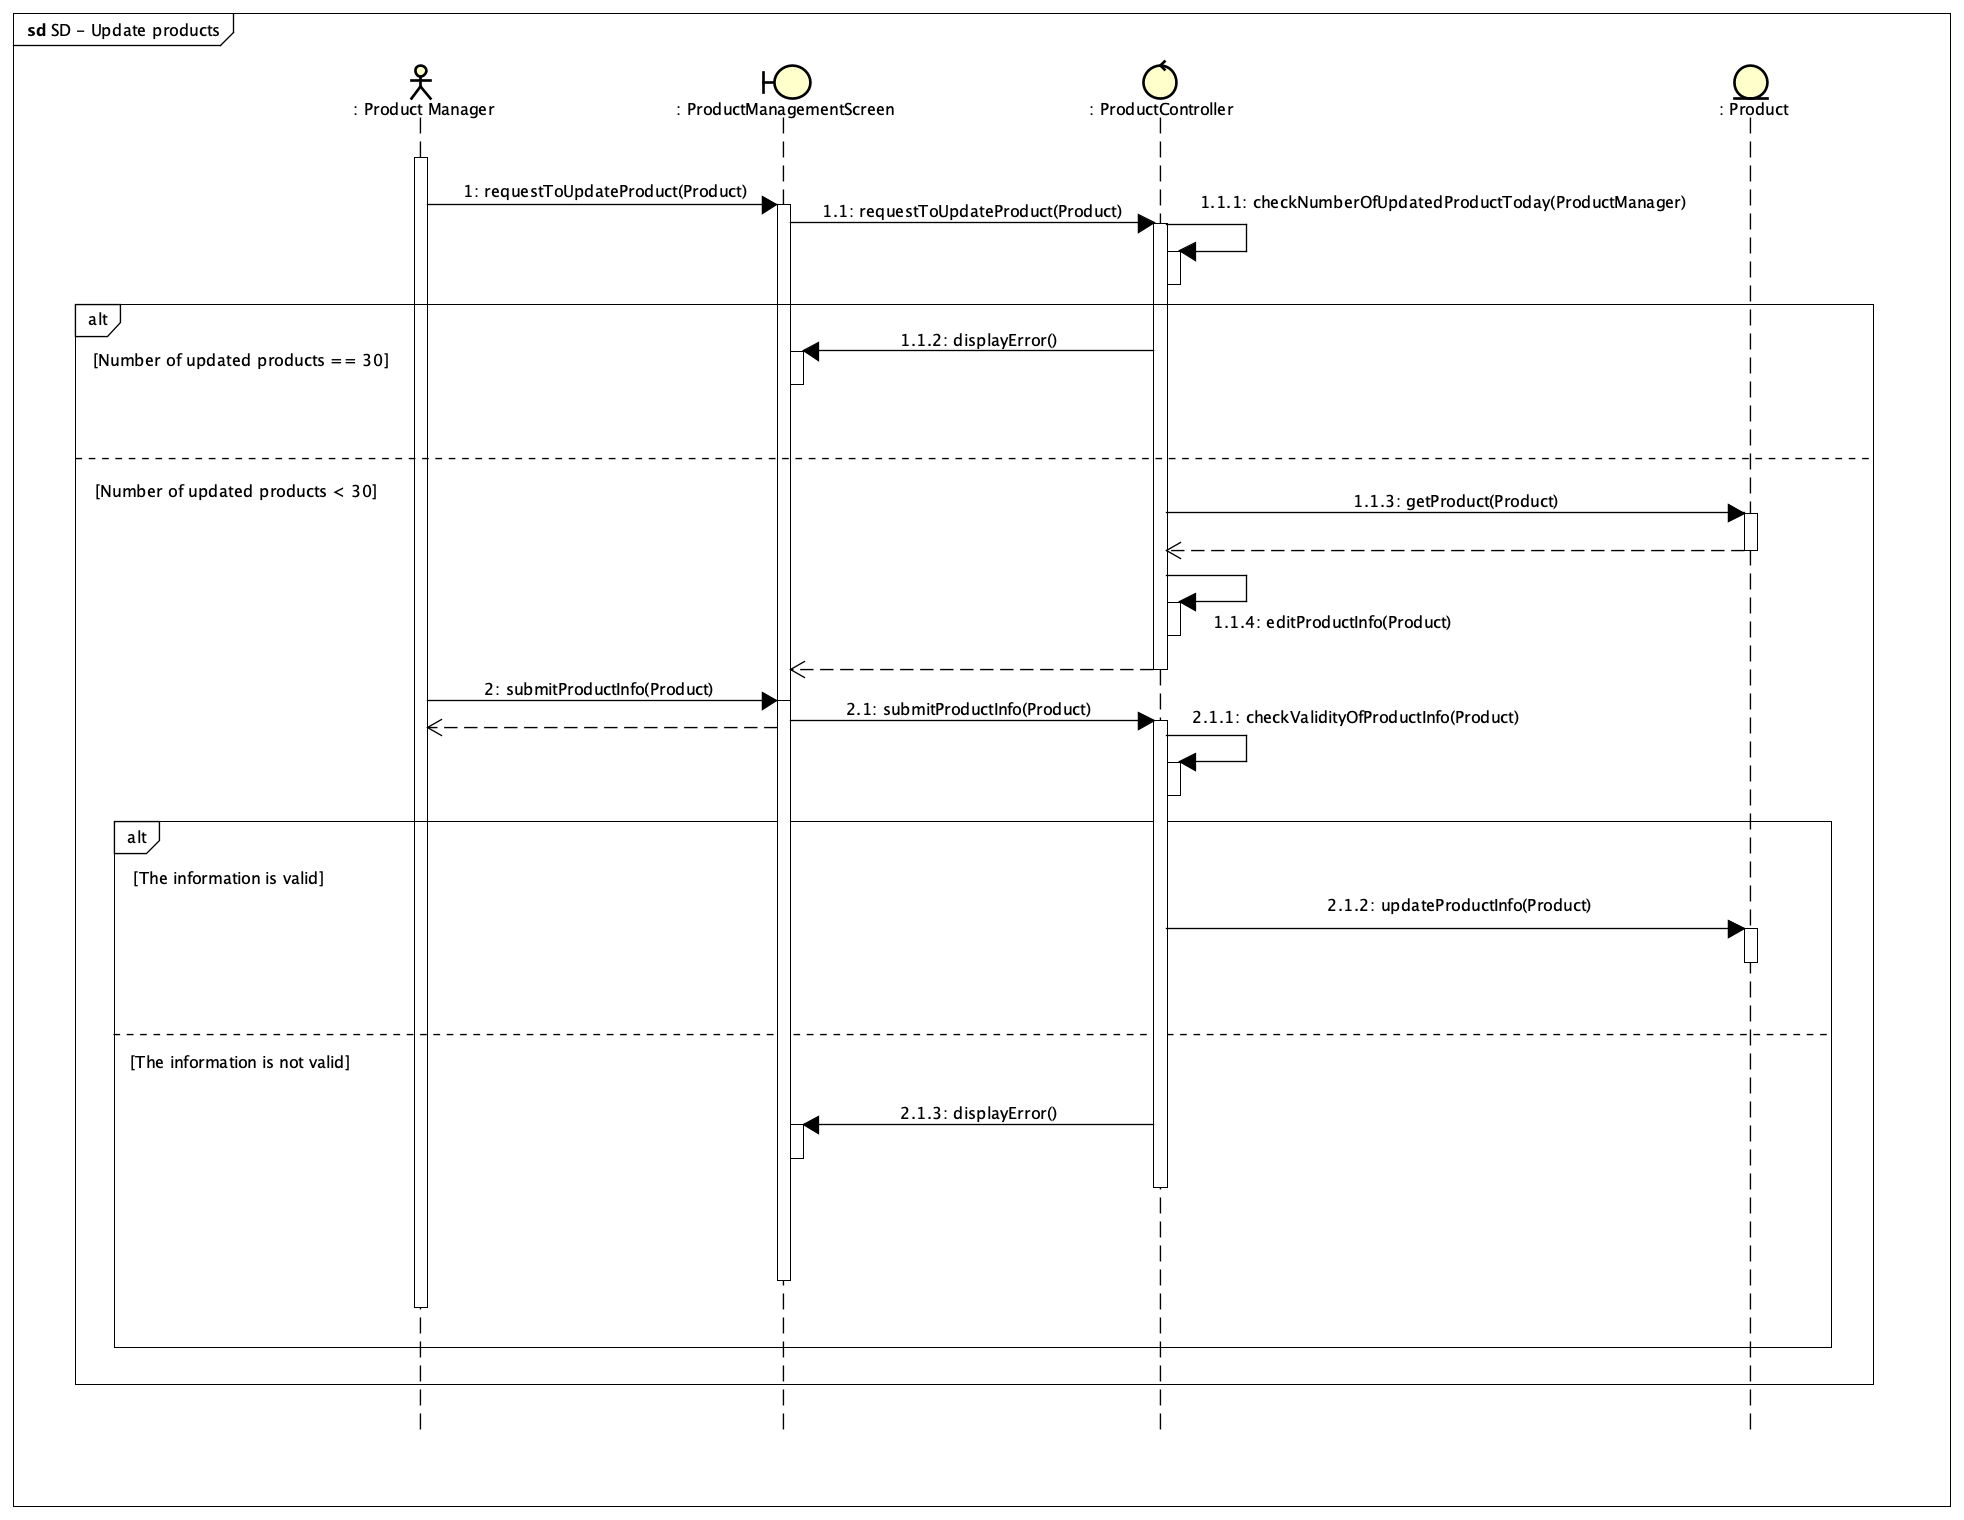 sd SD - Update products
: Product Manager
: ProductManagementScreen
: ProductController
: Product
1: requestToUpdateProduct(Product)
1.1: requestToUpdateProduct(Product)
1.1.1: checkNumberOfUpdatedProductToday(ProductManager)
alt
1.1.2: displayError()
[Number of updated products == 30]
[Number of updated products < 30]
1.1.3: getProduct(Product)
1.1.4: editProductInfo(Product)
2: submitProductInfo(Product)
2.1: submitProductInfo(Product)
2.1.1: checkValidityOfProductInfo(Product)
alt
[The information is valid]
2.1.2: updateProductInfo(Product)
[The information is not valid]
2.1.3: displayError()